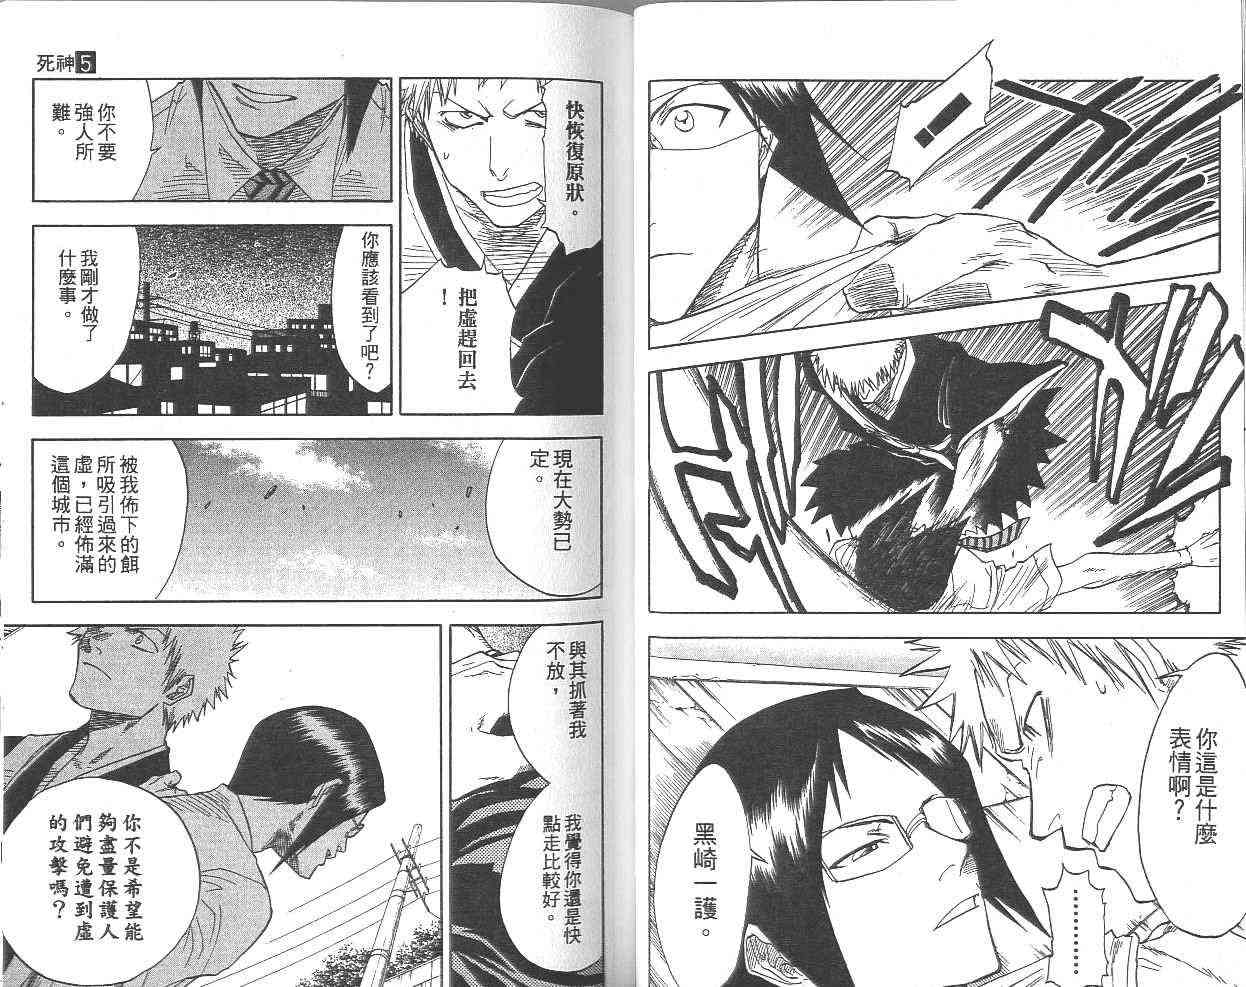 死神5
！
你這是什麼
表情啊？
…………
黑崎一護。
快恢復原狀。
把虛趕回去
！
你不要
強人所
難。
你應該看到了吧？
我剛才做了
什麼事。
現在大勢已
定。
被我佈下的餌
所吸引過來的
虛，已經佈滿
這個城市。
與其抓著我
不放，
我覺得你還是快
點走比較好。
你不是希望能
夠盡量保護人
們避免遭到虛
的攻擊嗎？